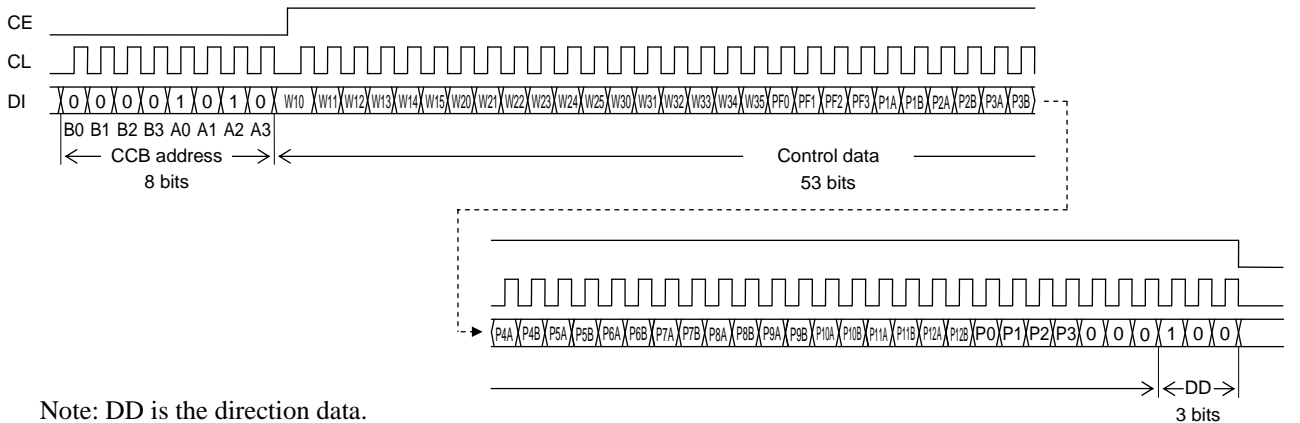 CE
CL
DI 0 0 0 0 1 0 1 0 W10 W11 W12 W13 W14 W15 W20 W21 W22 W23 W24 W25 W30 W31 W32 W33 W34 W35 PF0 PF1 PF2 PF3 P1A P1B P2A P2B P3A P3B
B0 B1 B2 B3 A0 A1 A2 A3
CCB address
8 bits
Control data
53 bits
P4A P4B P5A P5B P6A P6B P7A P7B P8A P8B P9A P9B P10A P10B P11A P11B P12A P12B P0 P1 P2 P3 0 0 0 1 0 0
DD
3 bits
Note: DD is the direction data.